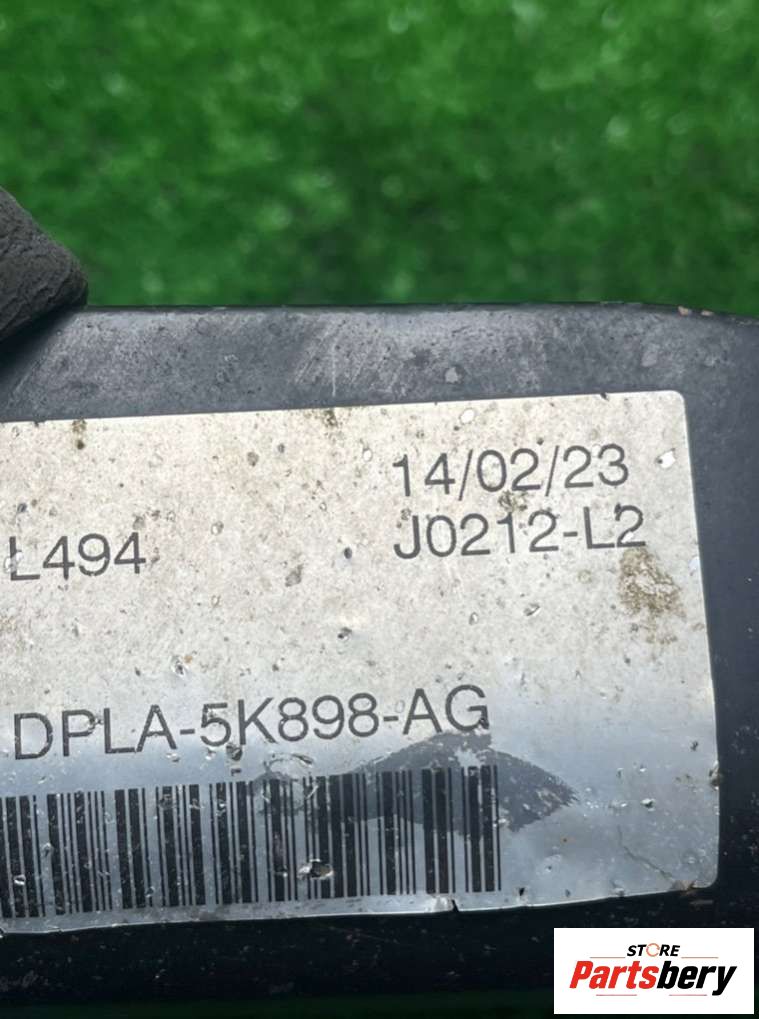 14/02/23
L494 J0212-L2
DPLA-5K898-AG
STORE
Partsbery